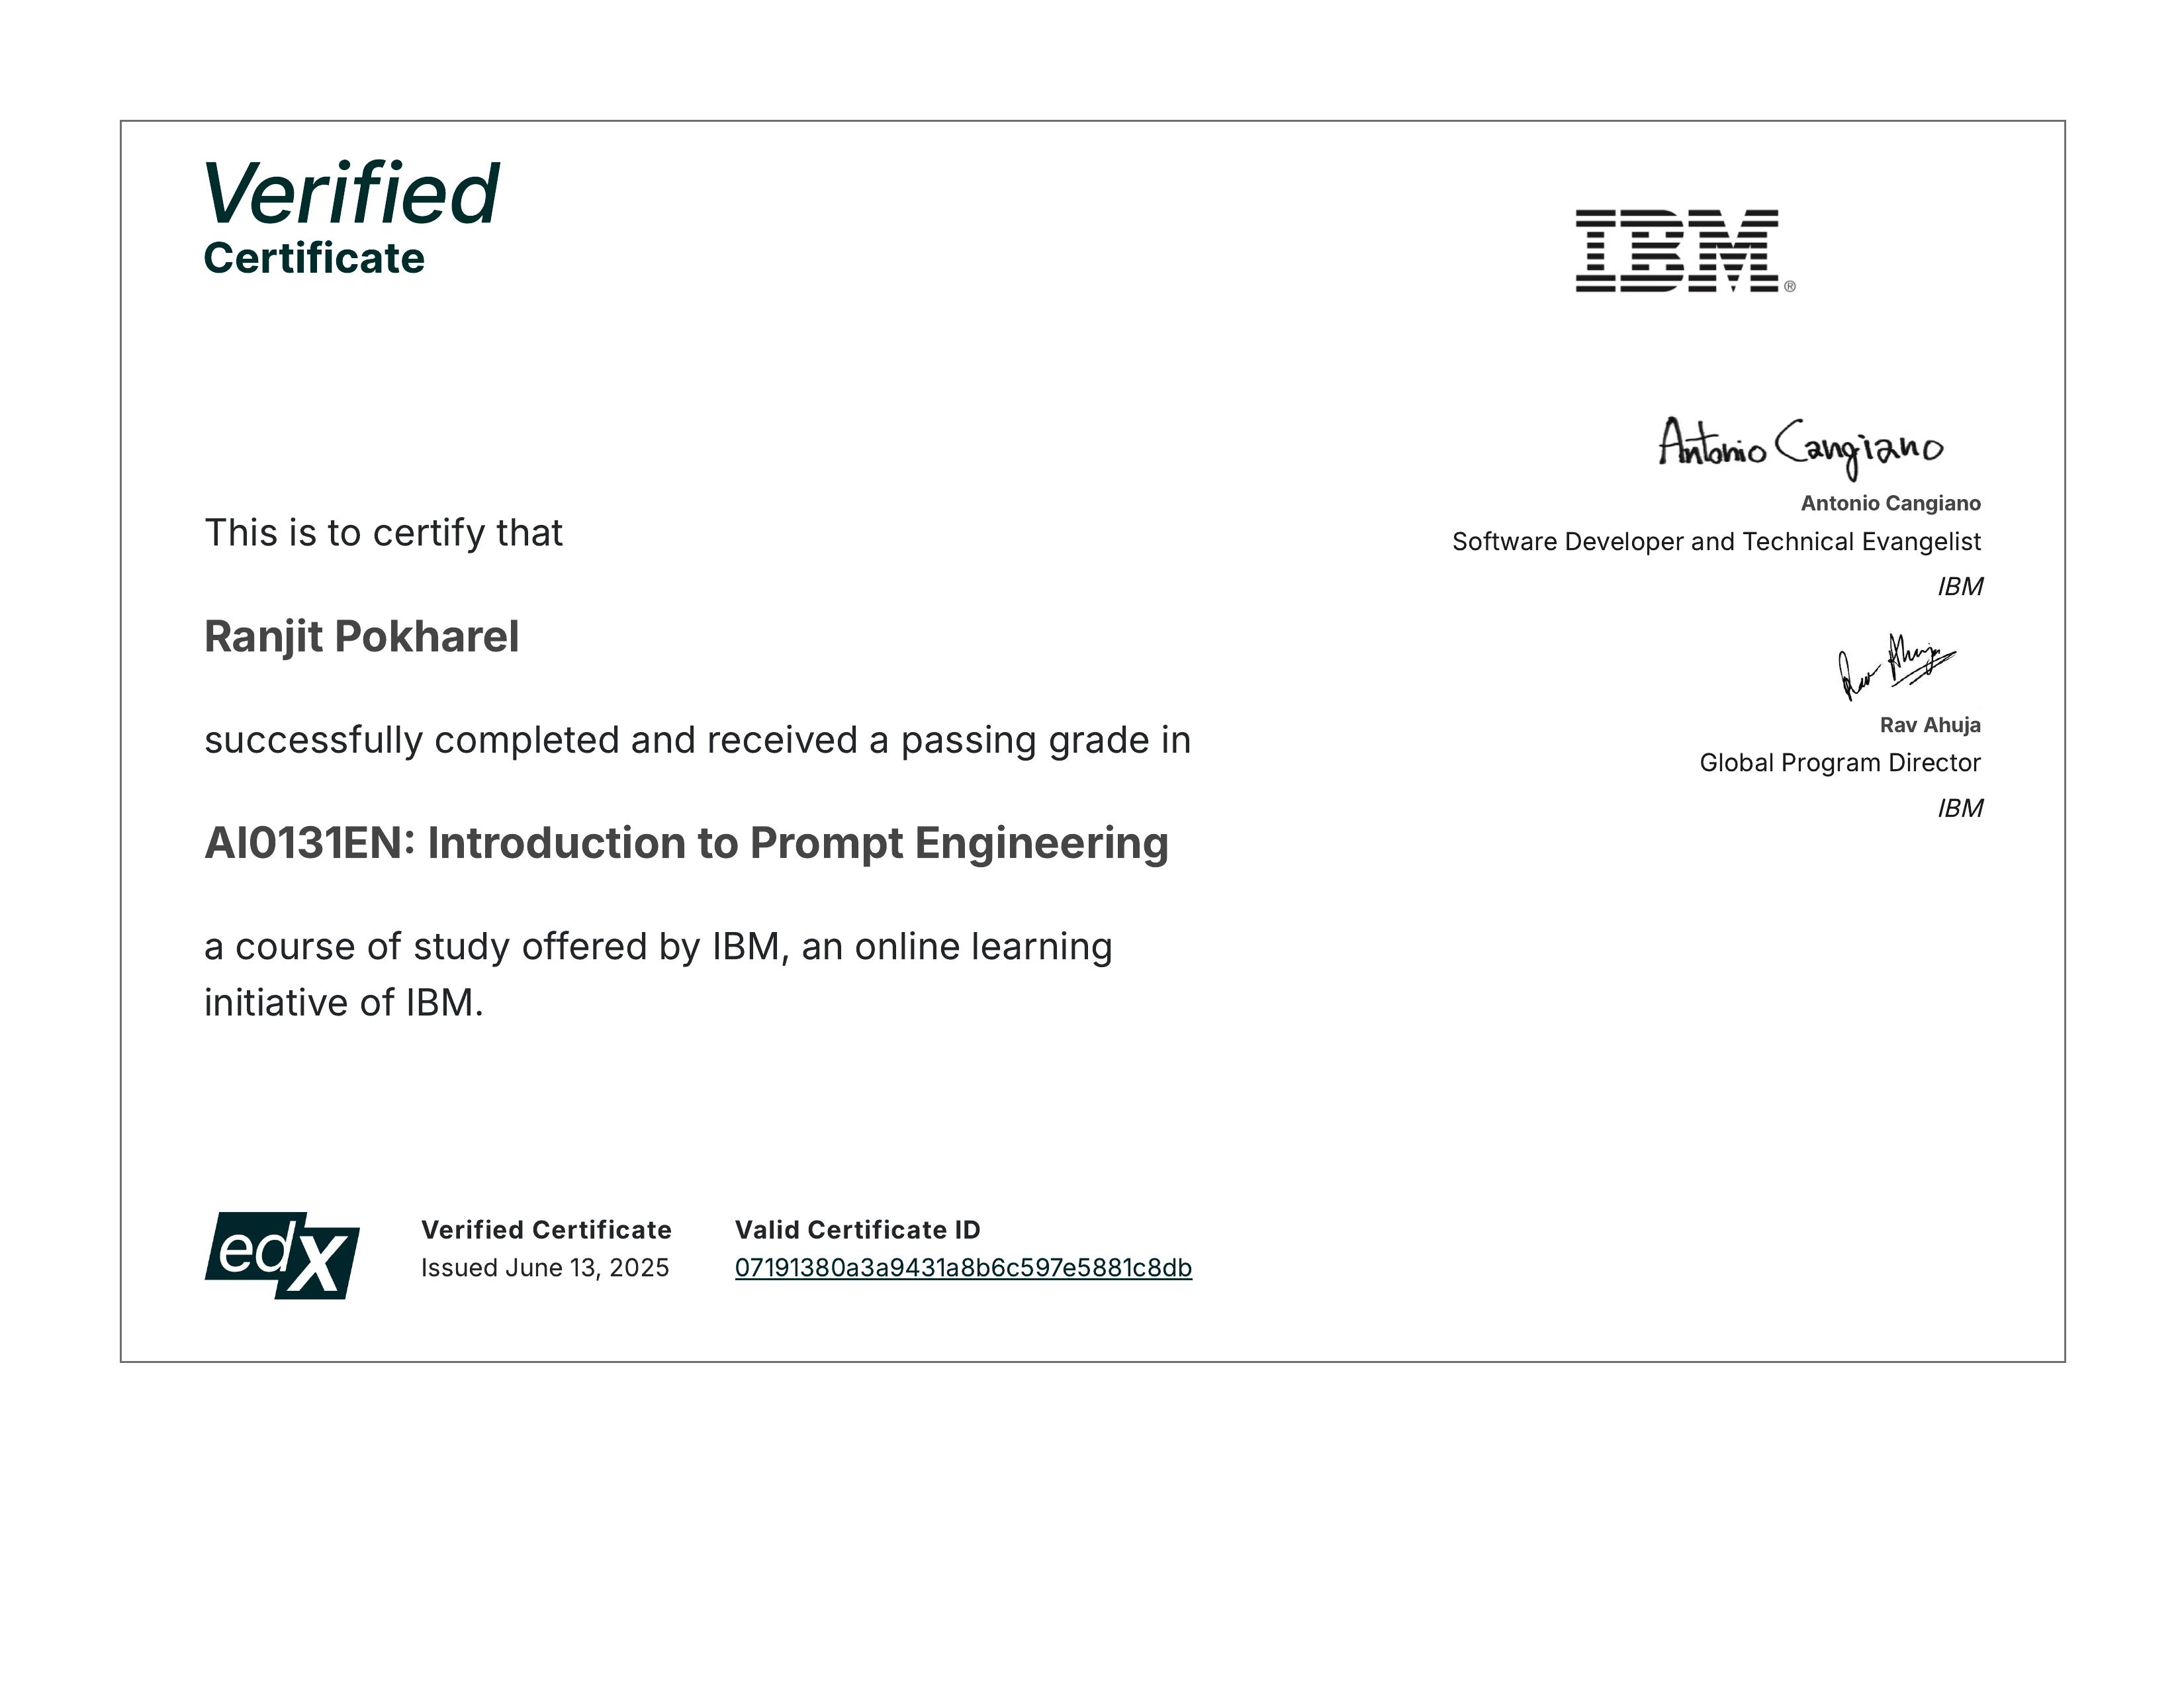 Verified
Certificate
IBM®
This is to certify that
Ranjit Pokharel
successfully completed and received a passing grade in
AI0131EN: Introduction to Prompt Engineering
a course of study offered by IBM, an online learning
initiative of IBM.
Antonio Cangiano
Antonio Cangiano
Software Developer and Technical Evangelist
IBM
Rav Ahuja
Rav Ahuja
Global Program Director
IBM
edX
Verified Certificate
Issued June 13, 2025
Valid Certificate ID
07191380a3a9431a8b6c597e5881c8db